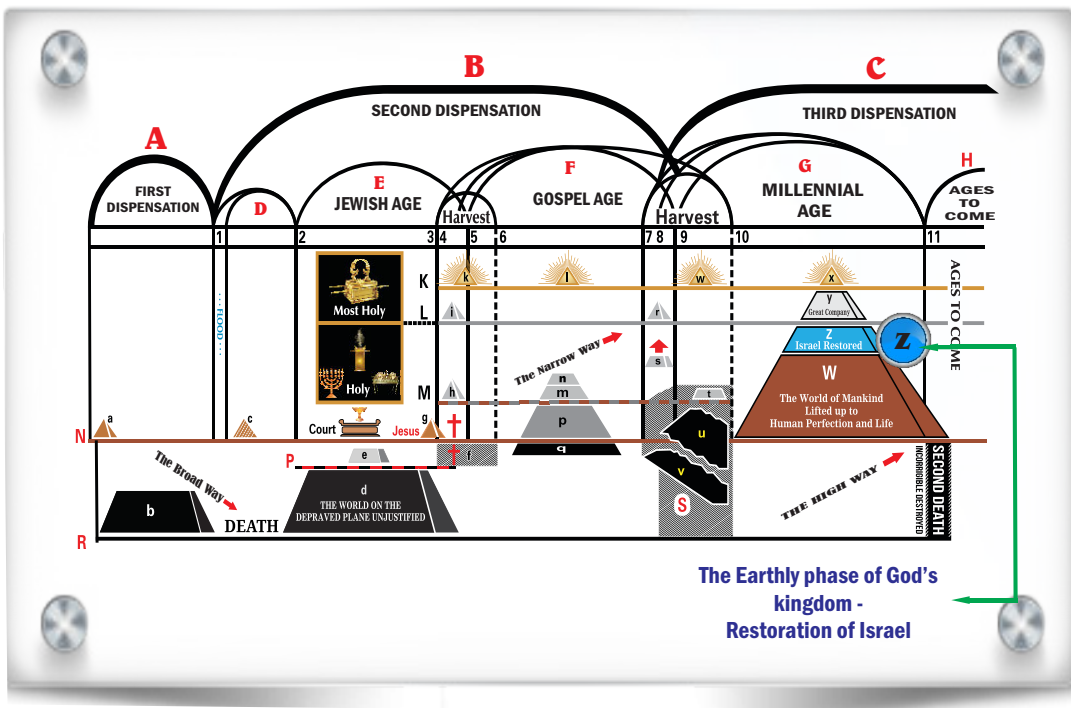 B
C
SECOND DISPENSATION
THIRD DISPENSATION
A
FIRST
DISPENSATION
D
E
JEWISH AGE
Harvest
F
GOSPEL AGE
Harvest
G
MILLENNIAL
AGE
H
AGES
TO
COME
1
2
3
4
5
6
7
8
9
10
11
...FLOOD...
Most Holy
Holy
Court
K
L
M
k
l
w
x
i
r
y
Great Company
Z
Israel Restored
Z
AGES TO COME
The Narrow Way
s
h
n
m
t
W
The World of Mankind
Lifted up to
Human Perfection and Life
N
a
c
g
Jesus
p
u
q
P
e
f
v
S
The Broad Way
b
DEATH
d
THE WORLD ON THE
DEPRAVED PLANE UNJUSTIFIED
THE HIGH WAY
INCORRIGIBLE DESTROYED
SECOND DEATH
R
The Earthly phase of God's
kingdom -
Restoration of Israel